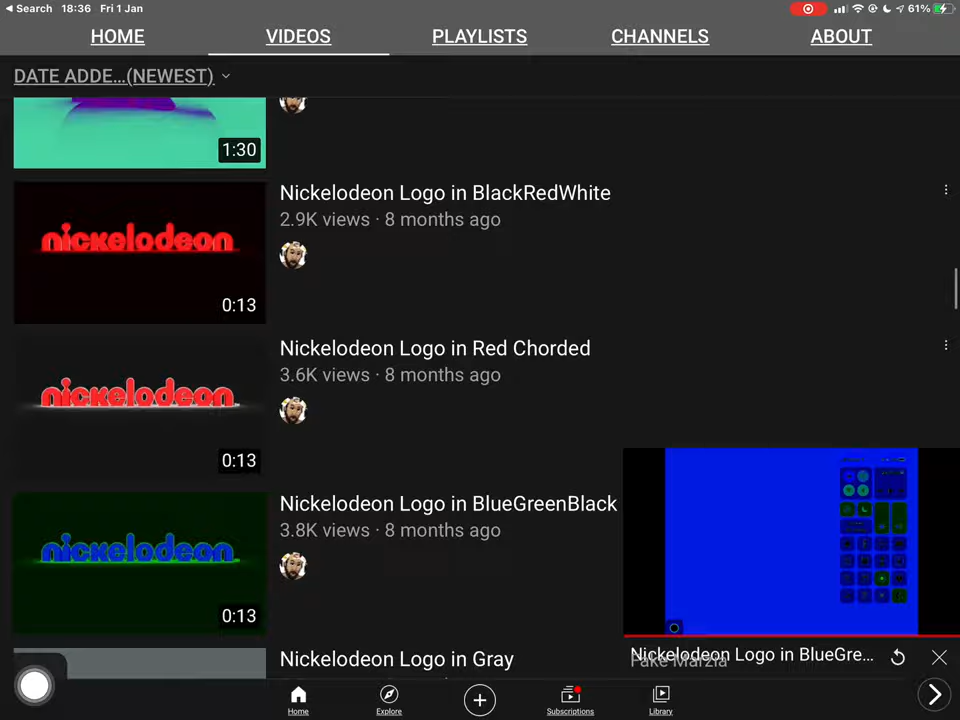 Search 18:36 Fri 1 Jan 61%
HOME VIDEOS PLAYLISTS CHANNELS ABOUT
DATE ADDE...(NEWEST)
1:30
nickelodeon
0:13
Nickelodeon Logo in BlackRedWhite
2.9K views · 8 months ago
nickelodeon
0:13
Nickelodeon Logo in Red Chorded
3.6K views · 8 months ago
nickelodeon
0:13
Nickelodeon Logo in BlueGreenBlack
3.8K views · 8 months ago
Nickelodeon Logo in Gray
Nickelodeon Logo in BlueGre...
Fake Marzia
Home Explore Subscriptions Library